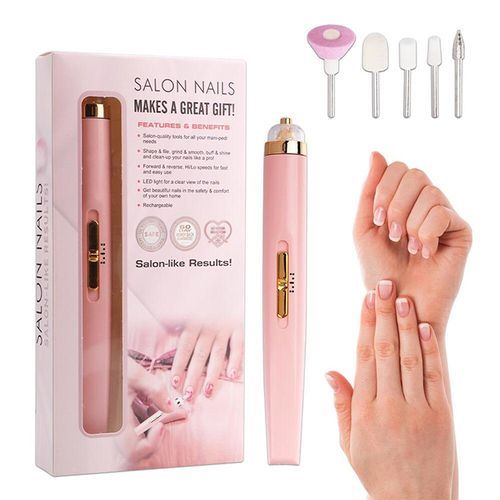 SALON NAILS
MAKES A GREAT GIFT!
FEATURES & BENEFITS
• Salon-quality tools for all your mani-pedi
needs
• Shape & file, grind & smooth, buff & shine
and clean-up your nails like a pro!
• Forward & reverse, Hi/Lo speeds for fast
and easy use
• LED light for a clear view of the nails
• Get beautiful nails in the safety & comfort
of your own home
• Rechargeable
SAFE
60
Salon-like Results!
SALON NAILS
SALON-LIKE RESULTS!